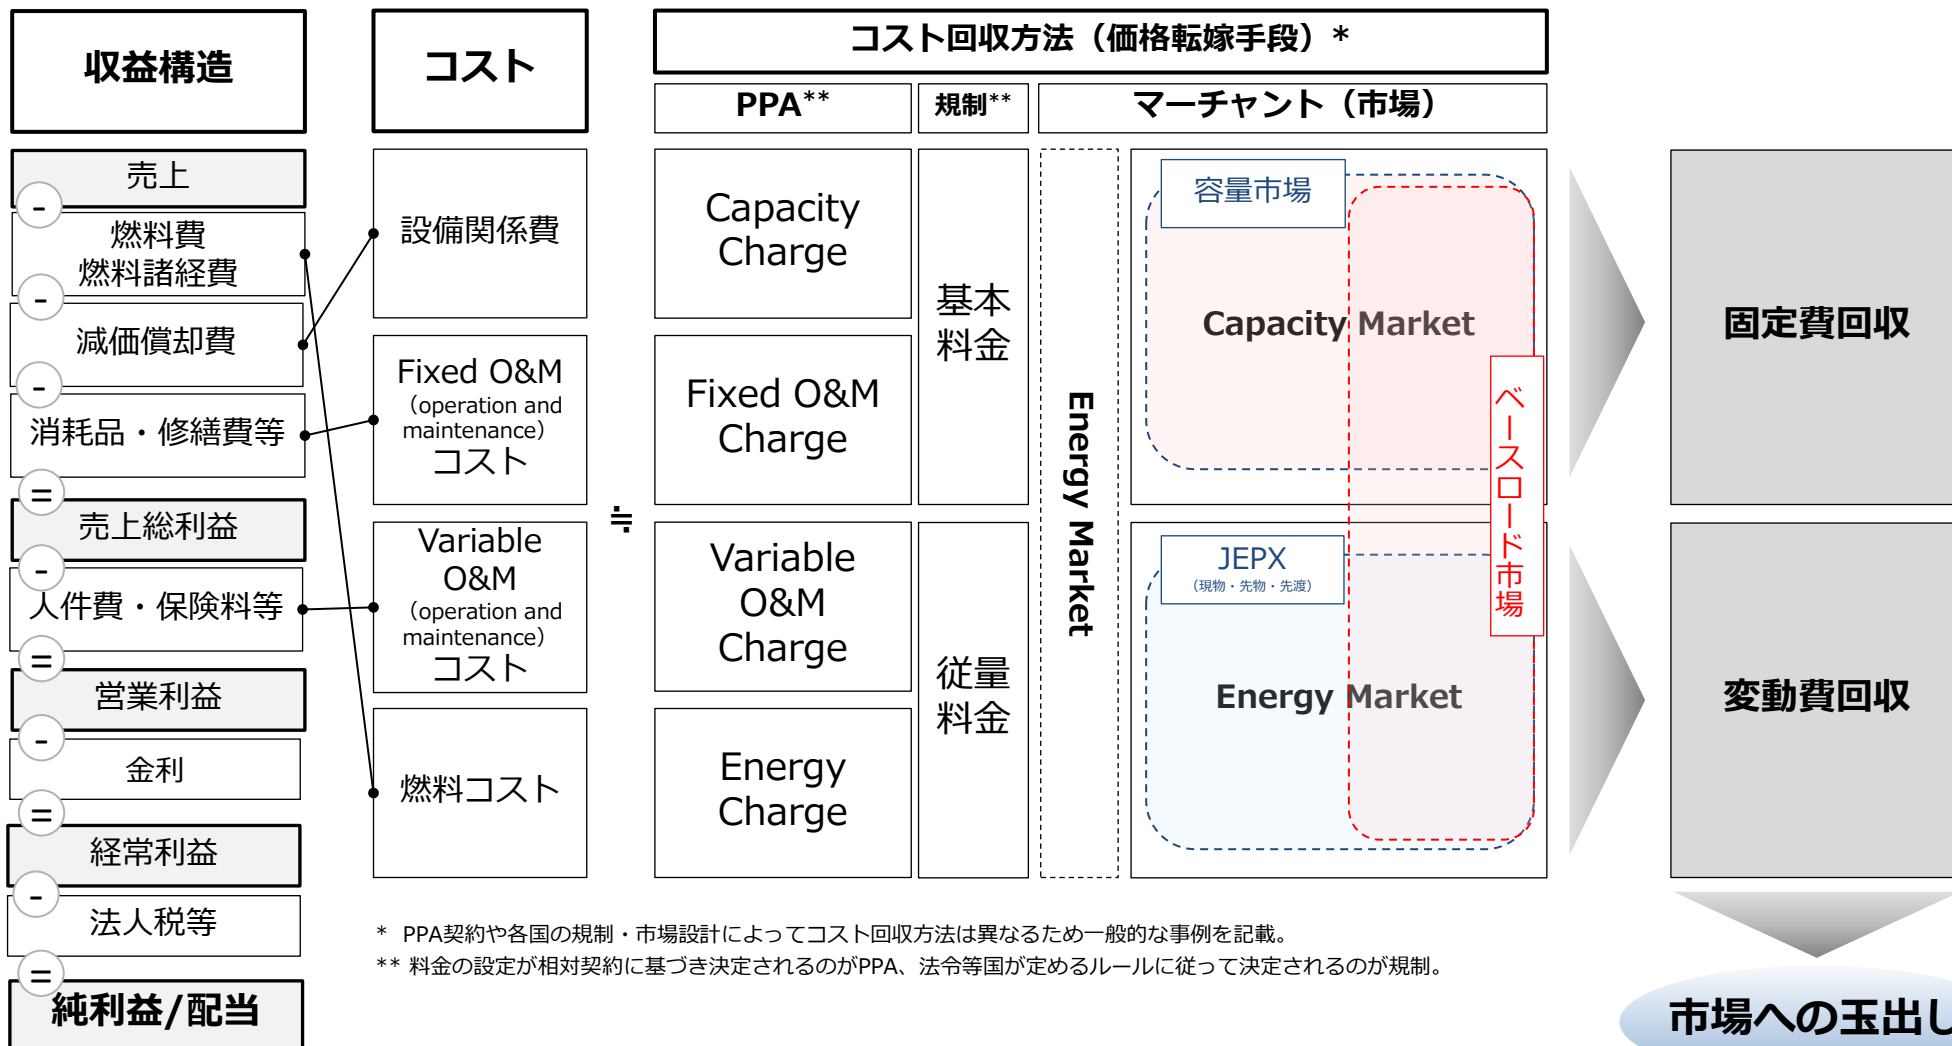 収益構造
コスト
コスト回収方法（価格転嫁手段）*
PPA**
規制**
マーチャント（市場）
売上
-
燃料費
燃料諸経費
-
減価償却費
-
消耗品・修繕費等
=
売上総利益
-
人件費・保険料等
=
営業利益
-
金利
=
経常利益
-
法人税等
=
純利益/配当
設備関係費
Fixed O&M
（operation and
maintenance）
コスト
Variable
O&M
（operation and
maintenance）
コスト
燃料コスト
≒
Capacity
Charge
Fixed O&M
Charge
Variable
O&M
Charge
Energy
Charge
基本
料金
従量
料金
Energy Market
容量市場
Capacity Market
ベースロード市場
JEPX
（現物・先物・先渡）
Energy Market
固定費回収
変動費回収
市場への玉出し
* PPA契約や各国の規制・市場設計によってコスト回収方法は異なるため一般的な事例を記載。
** 料金の設定が相対契約に基づき決定されるのがPPA、法令等国が定めるルールに従って決定されるのが規制。